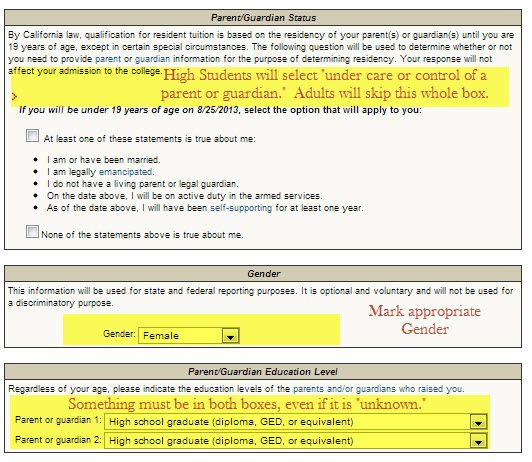 Parent/Guardian Status
By California law, qualification for resident tuition is based on the residency of your parent(s) or guardian(s) until you are
19 years of age, except in certain special circumstances. The following question will be used to determine whether or not
you need to provide parent or guardian information for the purpose of determining residency. Your response will not
affect your admission to the college.
High Students will select "under care or control of a
parent or guardian." Adults will skip this whole box.
>
If you will be under 19 years of age on 8/25/2013, select the option that will apply to you:
At least one of these statements is true about me:
• I am or have been married.
• I am legally emancipated.
• I do not have a living parent or legal guardian.
• On the date above, I will be on active duty in the armed services.
• As of the date above, I will have been self-supporting for at least one year.
None of the statements above is true about me.
Gender
This information will be used for state and federal reporting purposes. It is optional and voluntary and will not be used for
a discriminatory purpose.
Mark appropriate
Gender
Gender: Female
Parent/Guardian Education Level
Regardless of your age, please indicate the education levels of the parents and/or guardians who raised you.
Something must be in both boxes, even if it is "unknown."
Parent or guardian 1: High school graduate (diploma, GED, or equivalent)
Parent or guardian 2: High school graduate (diploma, GED, or equivalent)